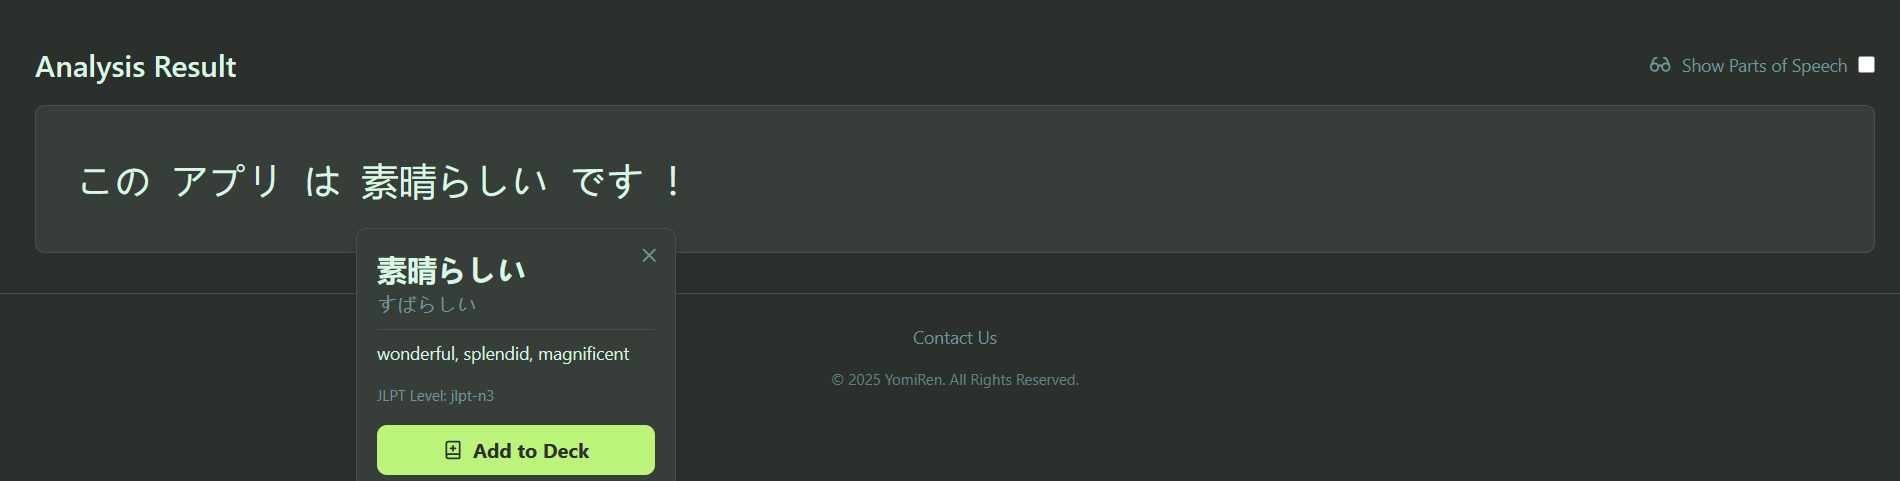 Analysis Result
Show Parts of Speech
この アプリ は 素晴らしい です ！
素晴らしい
すばらしい
wonderful, splendid, magnificent
JLPT Level: jlpt-n3
Add to Deck
Contact Us
© 2025 YomiRen. All Rights Reserved.